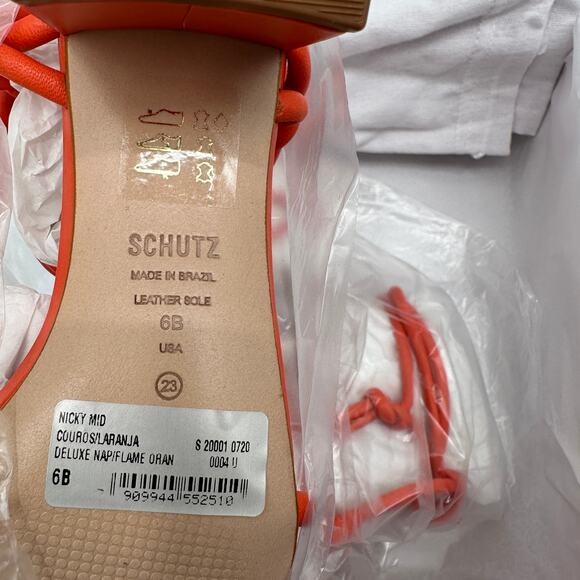 SCHUTZ
MADE IN BRAZIL
LEATHER SOLE
6B
USA
23
NICKY MID
COUROS/LARANJA S 20001 0720
DELUXE NAP/FLAME ORAN 0004 U
6B
909944 552510